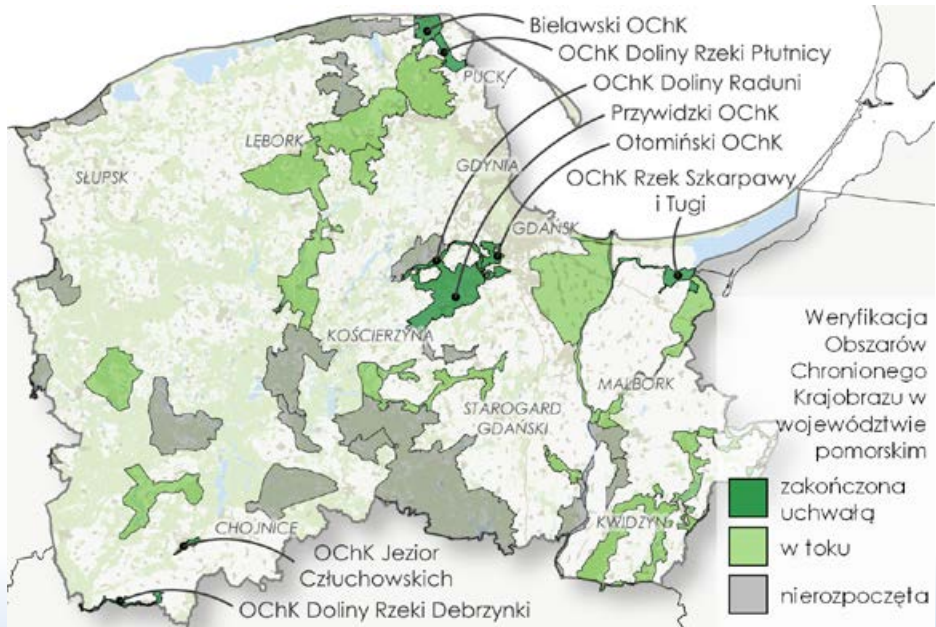 Bielawski OChK
OChK Doliny Rzeki Płutnicy
PUCK
OChK Doliny Raduni
Przywidzki OChK
LĘBORK
Otomiński OChK
GDYNIA
SŁUPSK
OChK Rzek Szkarpawy
i Tugi
GDAŃSK
KOŚCIERZYNA
MALBORK
STAROGARD
GDAŃSKI
KWIDZYN
CHOJNICE
OChK Jezior
Człuchowskich
OChK Doliny Rzeki Debrzynki
Weryfikacja
Obszarów
Chronionego
Krajobrazu w
województwie
pomorskim
zakończona
uchwałą
w toku
nierozpoczęta